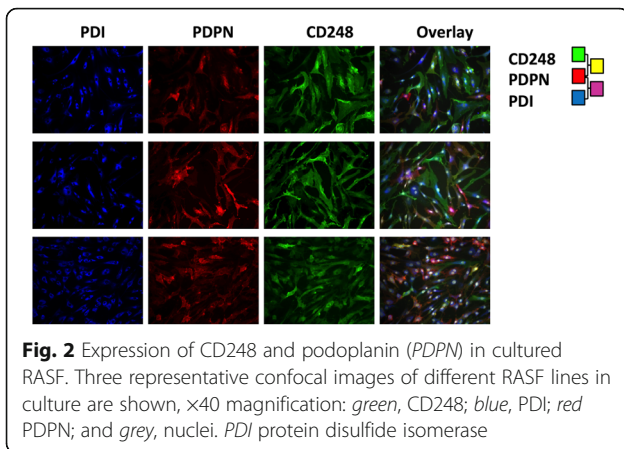 PDI PDPN CD248 Overlay
CD248
PDPN
PDI
Fig. 2 Expression of CD248 and podoplanin (PDPN) in cultured
RASF. Three representative confocal images of different RASF lines in
culture are shown, ×40 magnification: green, CD248; blue, PDI; red
PDPN; and grey, nuclei. PDI protein disulfide isomerase